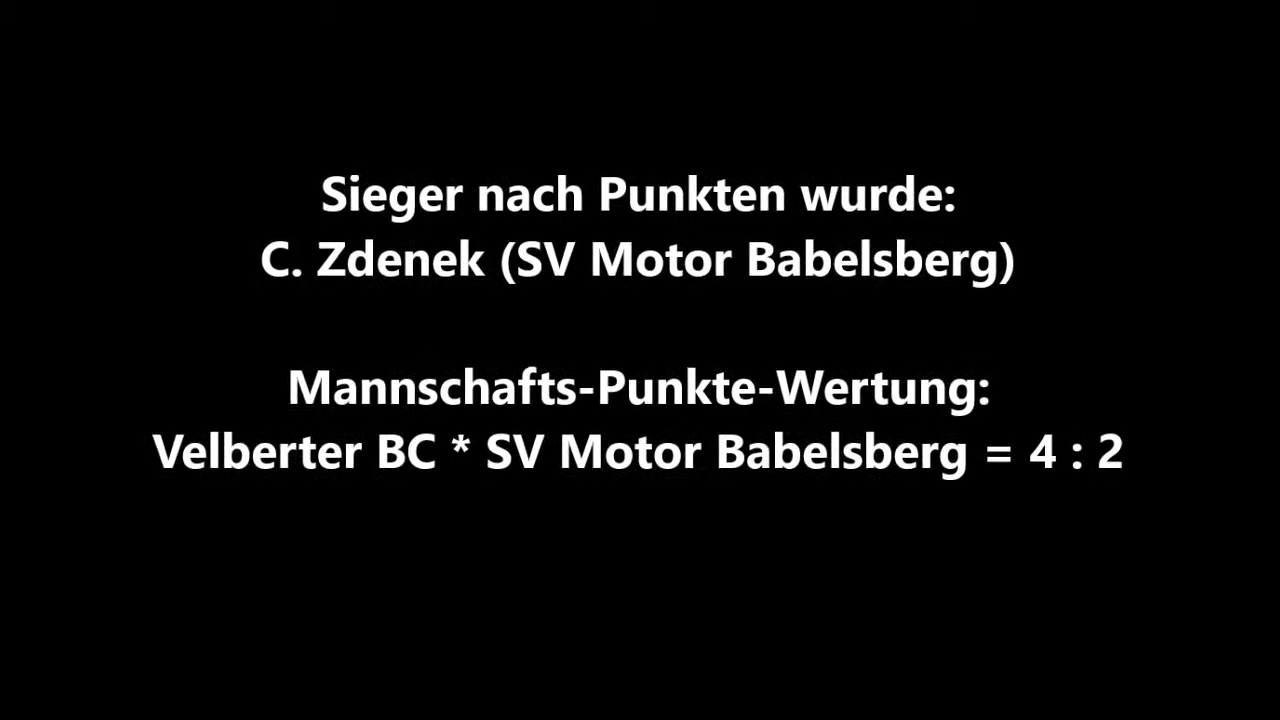 Sieger nach Punkten wurde:
C. Zdenek (SV Motor Babelsberg)
Mannschafts-Punkte-Wertung:
Velberter BC * SV Motor Babelsberg = 4 : 2